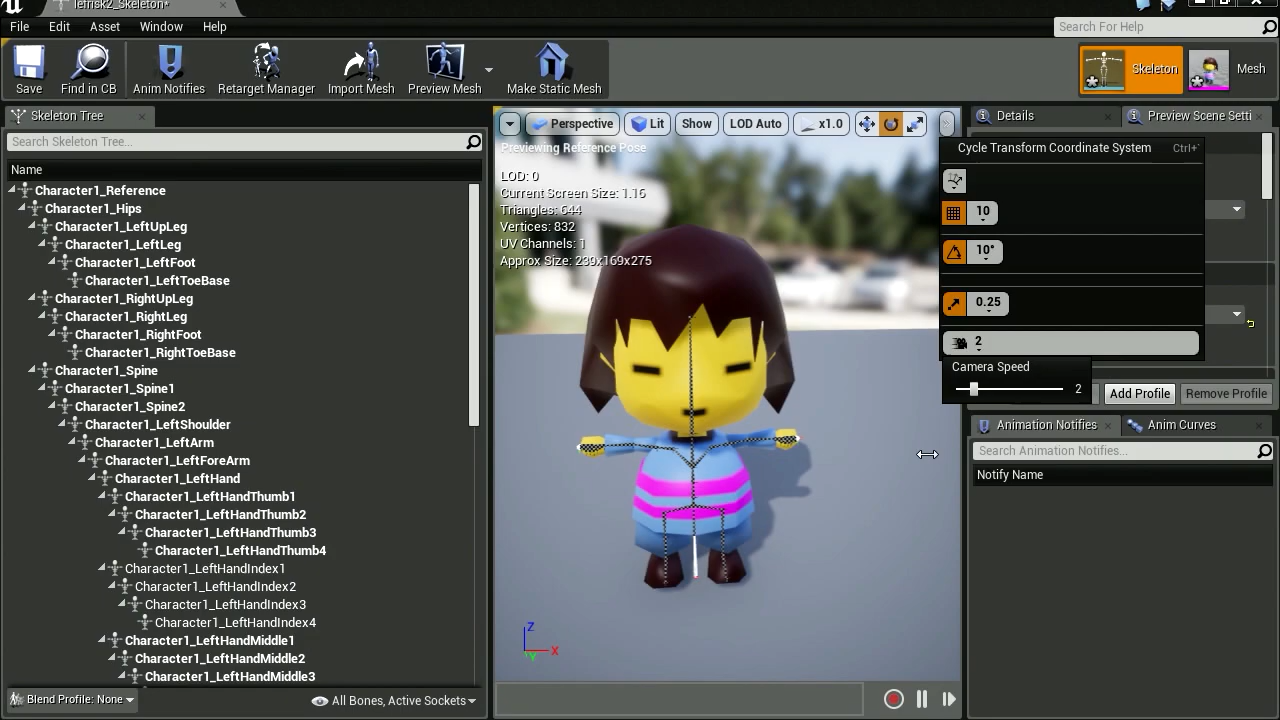 lefrisk2_Skeleton*
File Edit Asset Window Help
Search For Help
Save Find in CB Anim Notifies Retarget Manager Import Mesh Preview Mesh Make Static Mesh
Skeleton Mesh
Skeleton Tree
Search Skeleton Tree...
Name
Character1_Reference
Character1_Hips
Character1_LeftUpLeg
Character1_LeftLeg
Character1_LeftFoot
Character1_LeftToeBase
Character1_RightUpLeg
Character1_RightLeg
Character1_RightFoot
Character1_RightToeBase
Character1_Spine
Character1_Spine1
Character1_Spine2
Character1_LeftShoulder
Character1_LeftArm
Character1_LeftForeArm
Character1_LeftHand
Character1_LeftHandThumb1
Character1_LeftHandThumb2
Character1_LeftHandThumb3
Character1_LeftHandThumb4
Character1_LeftHandIndex1
Character1_LeftHandIndex2
Character1_LeftHandIndex3
Character1_LeftHandIndex4
Character1_LeftHandMiddle1
Character1_LeftHandMiddle2
Character1_LeftHandMiddle3
Blend Profile: None
All Bones, Active Sockets
Perspective Lit Show LOD Auto x1.0
Previewing Reference Pose
LOD: 0
Current Screen Size: 1.16
Triangles: 644
Vertices: 832
UV Channels: 1
Approx Size: 239x169x275
Z
X
Y
Details
Preview Scene Setti
Cycle Transform Coordinate System Ctrl+`
10
10°
0.25
2
Camera Speed
2
Add Profile Remove Profile
Animation Notifies Anim Curves
Search Animation Notifies...
Notify Name